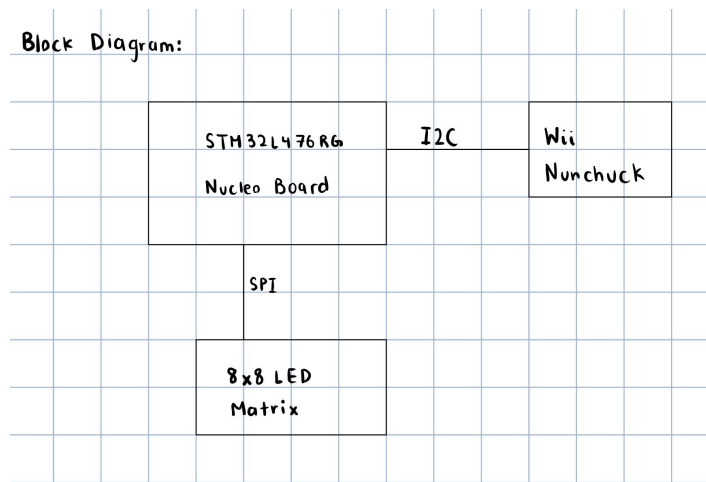 Block Diagram:
STM32L476RG
Nucleo Board
I2C
Wii
Nunchuck
SPI
8x8 LED
Matrix